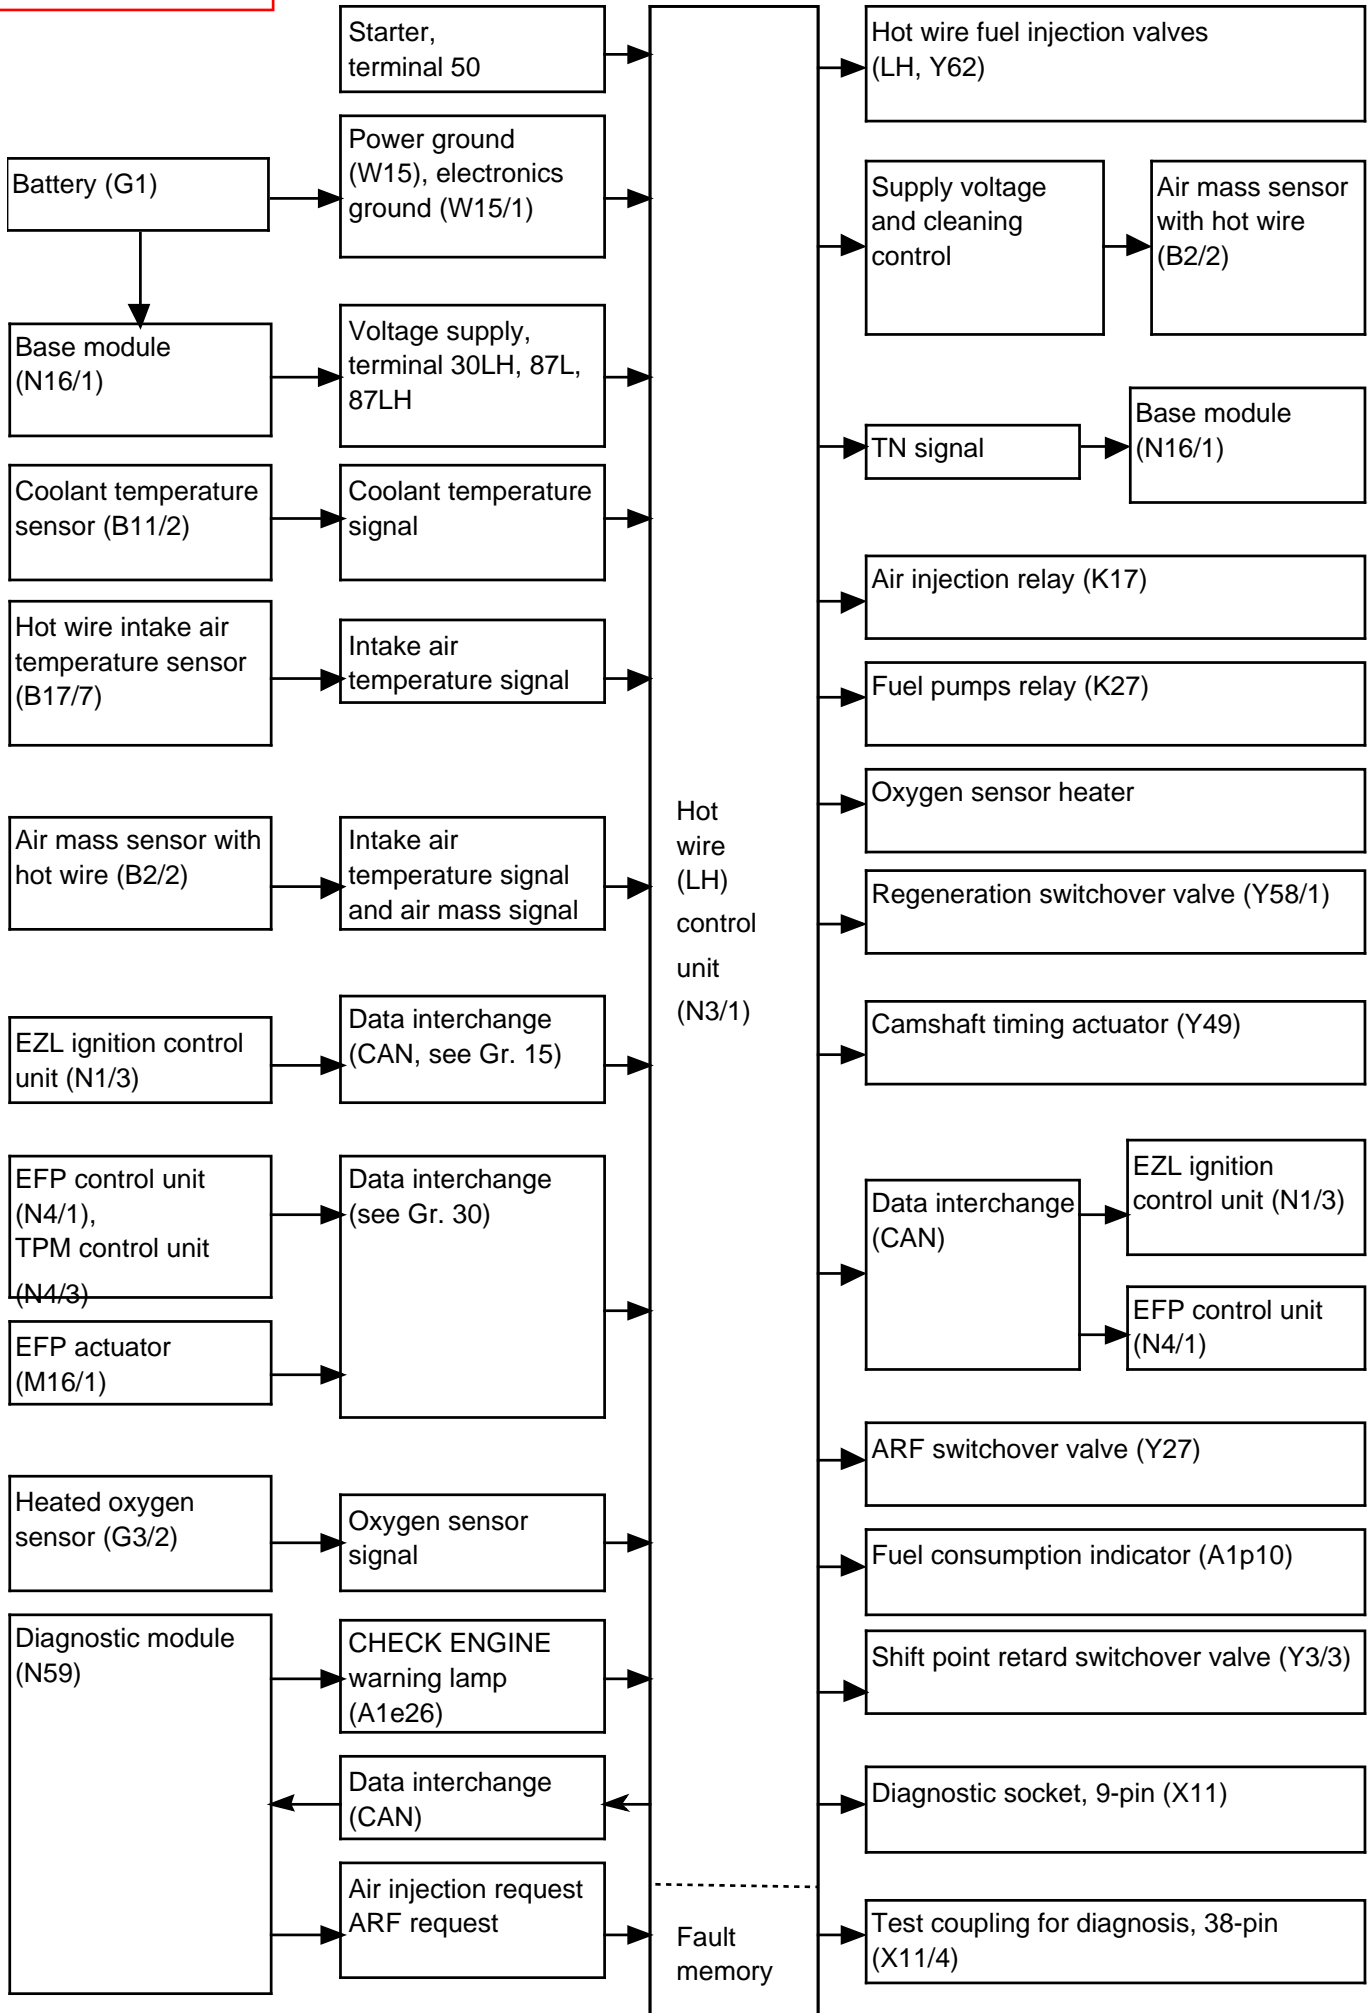 Starter,
terminal 50
Power ground
(W15), electronics
ground (W15/1)
Battery (G1)
Base module
(N16/1)
Voltage supply,
terminal 30LH, 87L,
87LH
Coolant temperature
sensor (B11/2)
Coolant temperature
signal
Hot wire intake air
temperature sensor
(B17/7)
Intake air
temperature signal
Air mass sensor with
hot wire (B2/2)
Intake air
temperature signal
and air mass signal
EZL ignition control
unit (N1/3)
Data interchange
(CAN, see Gr. 15)
EFP control unit
(N4/1),
TPM control unit
(N4/3)
Data interchange
(see Gr. 30)
EFP actuator
(M16/1)
Heated oxygen
sensor (G3/2)
Oxygen sensor
signal
Diagnostic module
(N59)
CHECK ENGINE
warning lamp
(A1e26)
Data interchange
(CAN)
Air injection request
ARF request
Hot
wire
(LH)
control
unit
(N3/1)
Fault
memory
Hot wire fuel injection valves
(LH, Y62)
Supply voltage
and cleaning
control
Air mass sensor
with hot wire
(B2/2)
TN signal
Base module
(N16/1)
Air injection relay (K17)
Fuel pumps relay (K27)
Oxygen sensor heater
Regeneration switchover valve (Y58/1)
Camshaft timing actuator (Y49)
Data interchange
(CAN)
EZL ignition
control unit (N1/3)
EFP control unit
(N4/1)
ARF switchover valve (Y27)
Fuel consumption indicator (A1p10)
Shift point retard switchover valve (Y3/3)
Diagnostic socket, 9-pin (X11)
Test coupling for diagnosis, 38-pin
(X11/4)